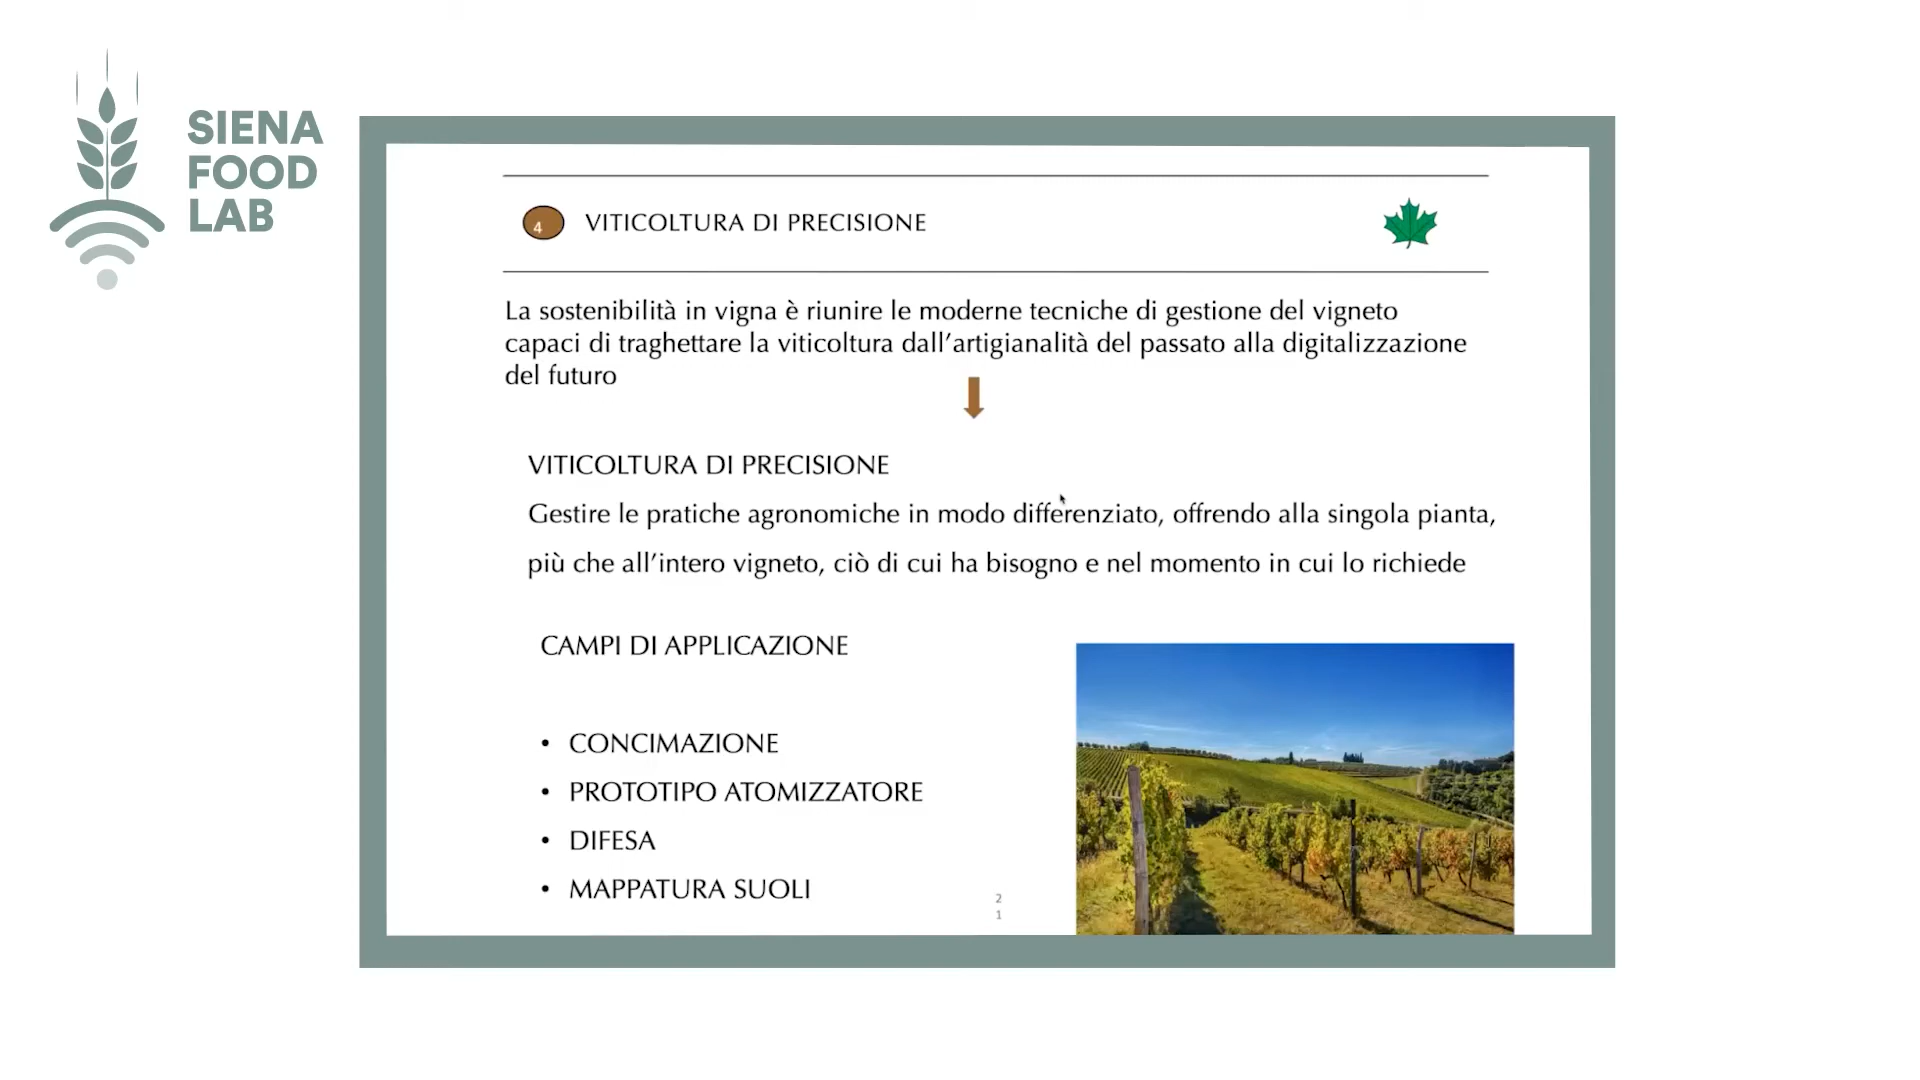 SIENA
FOOD
LAB
4
VITICOLTURA DI PRECISIONE
La sostenibilità in vigna è riunire le moderne tecniche di gestione del vigneto
capaci di traghettare la viticoltura dall’artigianalità del passato alla digitalizzazione
del futuro
VITICOLTURA DI PRECISIONE
Gestire le pratiche agronomiche in modo differenziato, offrendo alla singola pianta,
più che all’intero vigneto, ciò di cui ha bisogno e nel momento in cui lo richiede
CAMPI DI APPLICAZIONE
• CONCIMAZIONE
• PROTOTIPO ATOMIZZATORE
• DIFESA
• MAPPATURA SUOLI
2
1